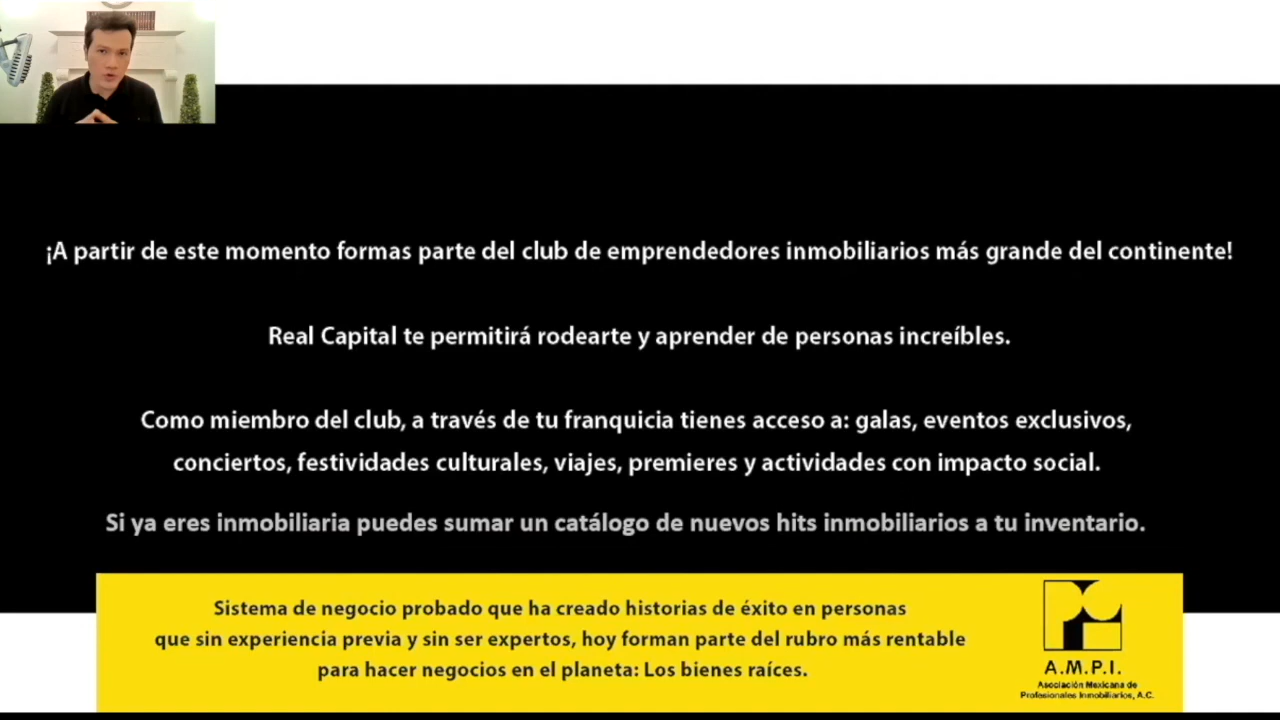 ¡A partir de este momento formas parte del club de emprendedores inmobiliarios más grande del continente!
Real Capital te permitirá rodearte y aprender de personas increíbles.
Como miembro del club, a través de tu franquicia tienes acceso a: galas, eventos exclusivos,
conciertos, festividades culturales, viajes, premieres y actividades con impacto social.
Si ya eres inmobiliaria puedes sumar un catálogo de nuevos hits inmobiliarios a tu inventario.
Sistema de negocio probado que ha creado historias de éxito en personas
que sin experiencia previa y sin ser expertos, hoy forman parte del rubro más rentable
para hacer negocios en el planeta: Los bienes raíces.
A.M.P.I.
Asociación Mexicana de
Profesionales Inmobiliarios, A.C.